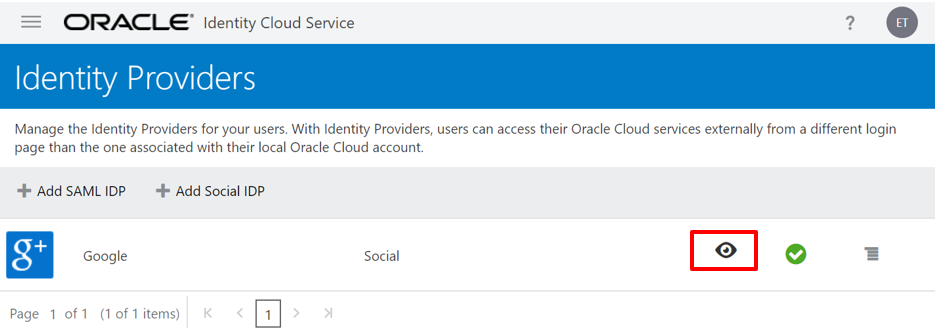 ORACLE® Identity Cloud Service ? ET
Identity Providers
Manage the Identity Providers for your users. With Identity Providers, users can access their Oracle Cloud services externally from a different login
page than the one associated with their local Oracle Cloud account.
Add SAML IDP Add Social IDP
g+ Google Social
Page 1 of 1 (1 of 1 items) 1